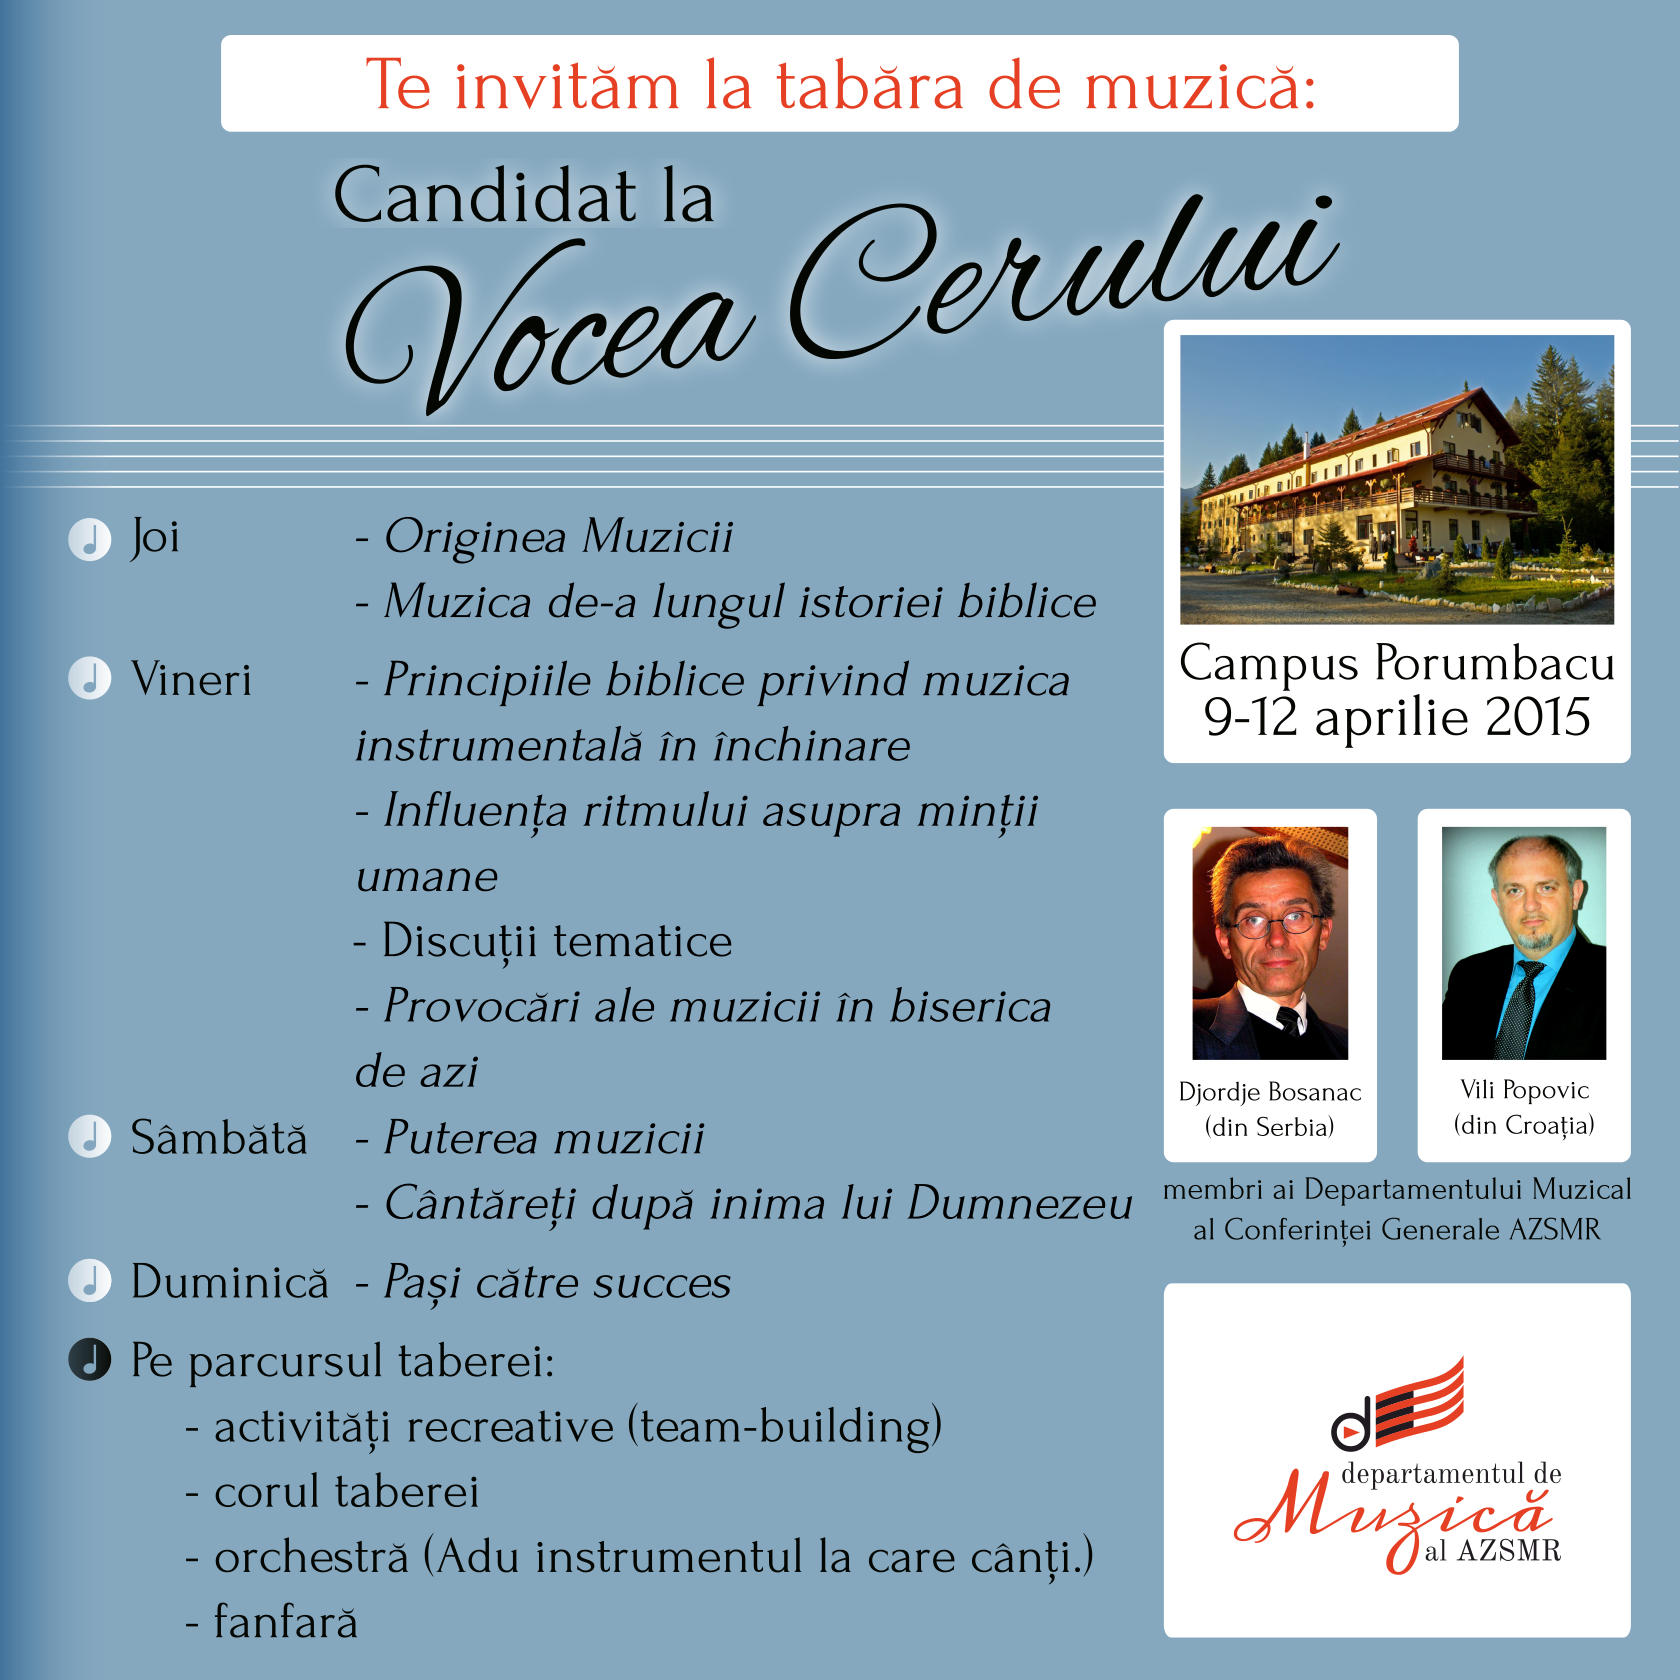 Te invităm la tabăra de muzică:
Candidat la
Vocea Cerului
Joi - Originea Muzicii
- Muzica de-a lungul istoriei biblice
Vineri - Principiile biblice privind muzica
instrumentală în închinare
- Influența ritmului asupra minții
umane
- Discuții tematice
- Provocări ale muzicii în biserica
de azi
Sâmbătă - Puterea muzicii
- Cântăreți după inima lui Dumnezeu
Duminică - Pași către succes
Pe parcursul taberei:
- activități recreative (team-building)
- corul taberei
- orchestră (Adu instrumentul la care cânți.)
- fanfară
Campus Porumbacu
9-12 aprilie 2015
Djordje Bosanac
(din Serbia)
Vili Popovic
(din Croația)
membri ai Departamentului Muzical
al Conferinței Generale AZSMR
departamentul de
Muzică
al AZSMR